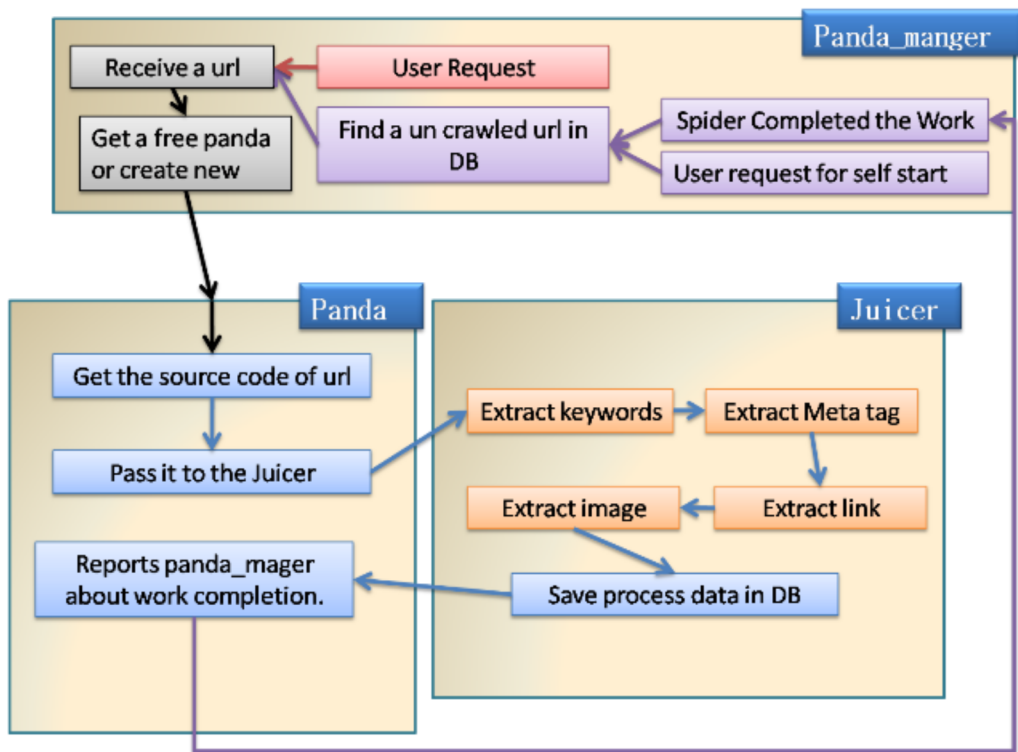 Panda_manger
Receive a url
User Request
Get a free panda
or create new
Find a un crawled url in
DB
Spider Completed the Work
User request for self start
Panda
Juicer
Get the source code of url
Pass it to the Juicer
Reports panda_mager
about work completion.
Extract keywords
Extract Meta tag
Extract image
Extract link
Save process data in DB